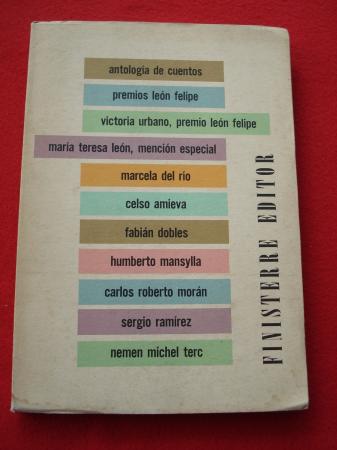 antología de cuentos
premios león felipe
victoria urbano, premio león felipe
maría teresa león, mención especial
marcela del río
celso amieva
fabián dobles
humberto mansylla
carlos roberto morán
sergio ramírez
nemen michel terc
FINISTERRE EDITOR